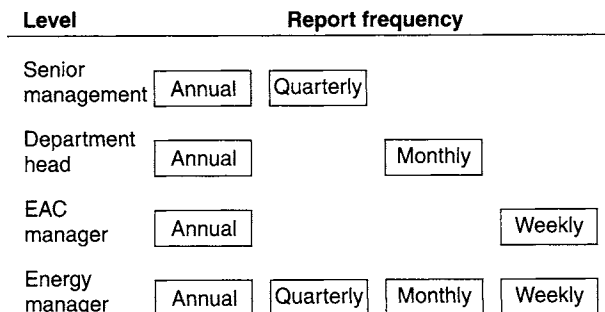 Level Report frequency
Senior
management Annual Quarterly
Department
head Annual Monthly
EAC
manager Annual Weekly
Energy
manager Annual Quarterly Monthly Weekly